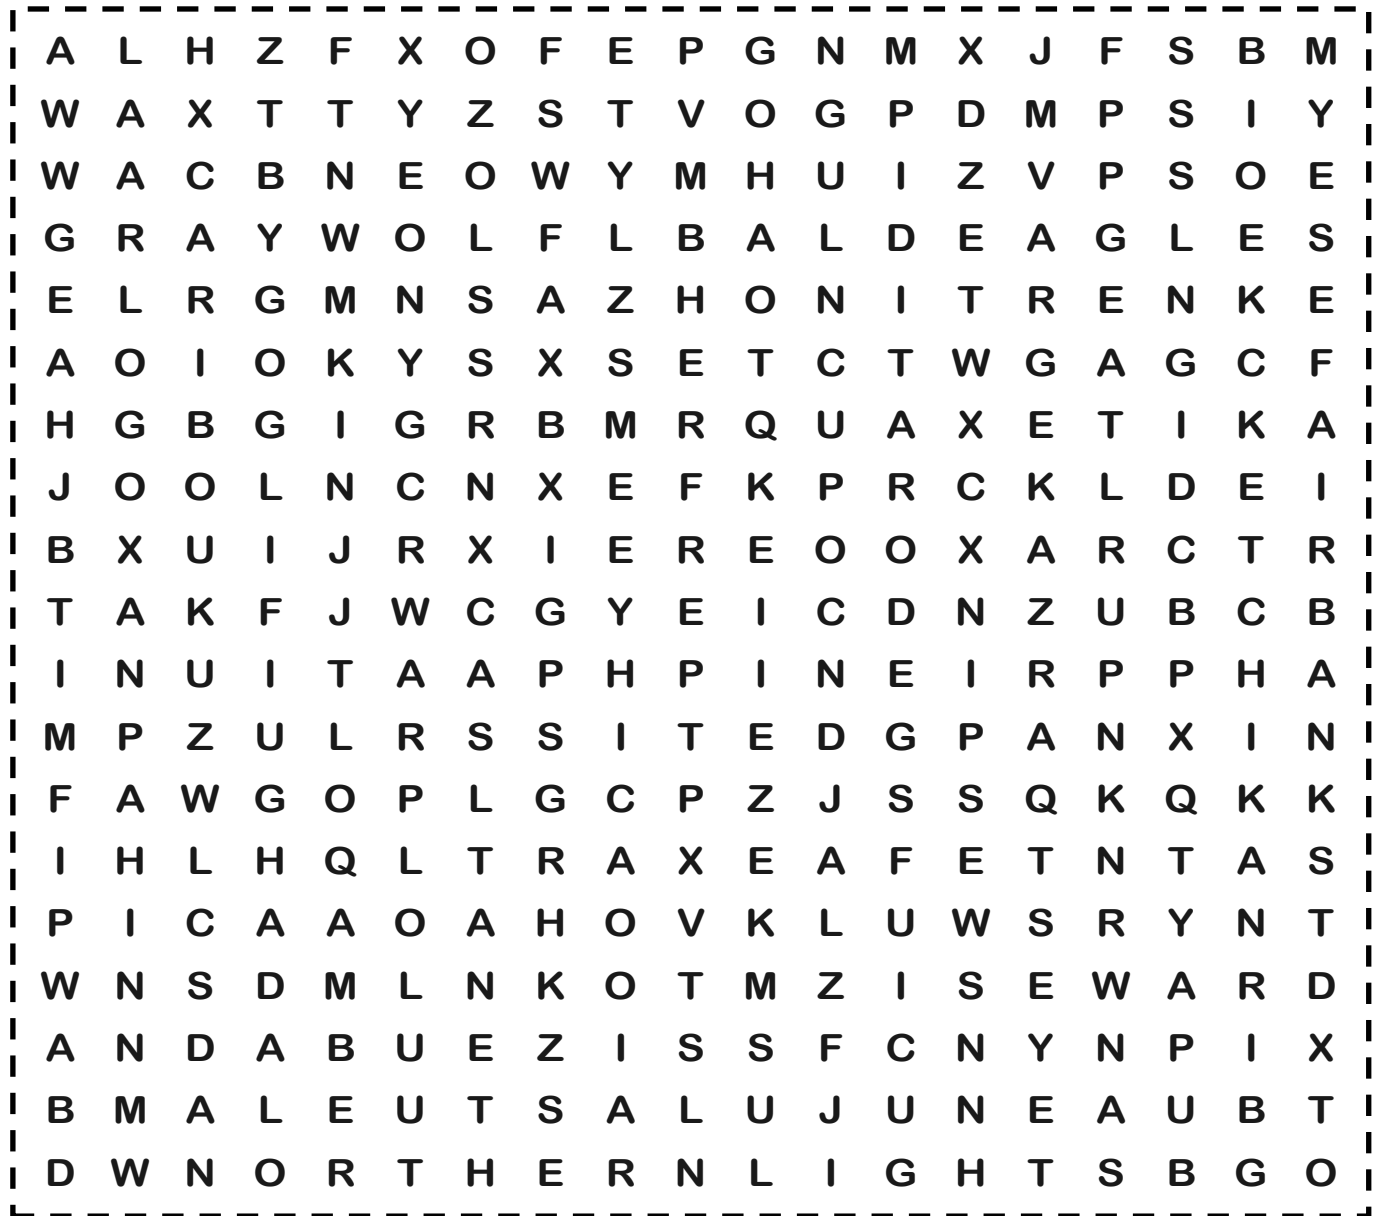 A L H Z F X O F E P G N M X J F S B M
W A X T T Y Z S T V O G P D M P S I Y
W A C B N E O W Y M H U I Z V P S O E
G R A Y W O L F L B A L D E A G L E S
E L R G M N S A Z H O N I T R E N K E
A O I O K Y S X S E T C T W G A G C F
H G B G I G R B M R Q U A X E T I K A
J O O L N C N X E F K P R C K L D E I
B X U I J R X I E R E O O X A R C T R
T A K F J W C G Y E I C D N Z U B C B
I N U I T A A P H P I N E I R P P H A
M P Z U L R S S I T E D G P A N X I N
F A W G O P L G C P Z J S S Q K Q K K
I H L H Q L T R A X E A F E T N T A S
P I C A A O A H O V K L U W S R Y N T
W N S D M L N K O T M Z I S E W A R D
A N D A B U E Z I S S F C N Y N P I X
B M A L E U T S A L U J U N E A U B T
D W N O R T H E R N L I G H T S B G O